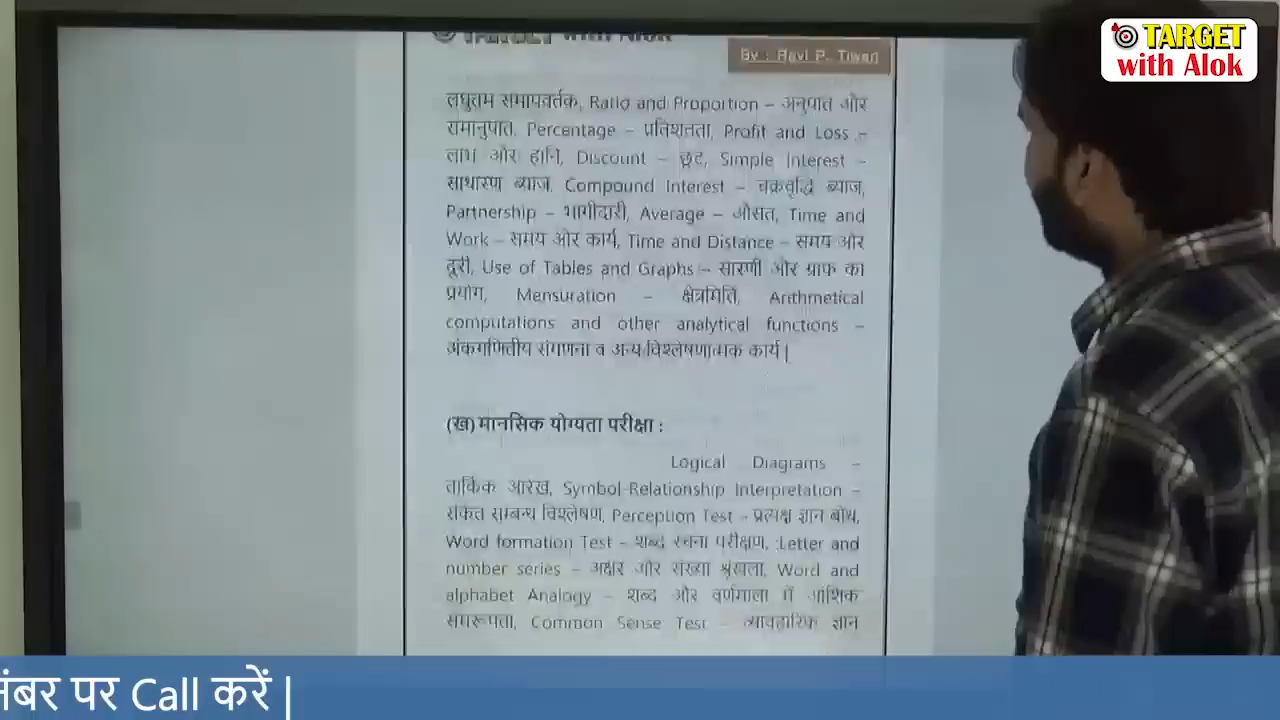 TARGET
with Alok
TARGET with Alok
By : Ravi P. Tiwari
लघुतम समापवर्तक, Ratio and Proportion – अनुपात और
समानुपात, Percentage – प्रतिशतता, Profit and Loss –
लाभ और हानि, Discount – छूट, Simple Interest –
साधारण ब्याज, Compound Interest – चक्रवृद्धि ब्याज,
Partnership – भागीदारी, Average – औसत, Time and
Work – समय और कार्य, Time and Distance – समय और
दूरी, Use of Tables and Graphs – सारणी और ग्राफ का
प्रयोग, Mensuration – क्षेत्रमिति, Arithmetical
computations and other analytical functions –
अंकगणितीय संगणना व अन्य विश्लेषणात्मक कार्य|
(ख) मानसिक योग्यता परीक्षा :
Logical Diagrams –
तार्किक आरेख, Symbol-Relationship Interpretation –
संकेत सम्बन्ध विश्लेषण, Perception Test – प्रत्यक्ष ज्ञान बोध,
Word formation Test – शब्द रचना परीक्षण, :Letter and
number series – अक्षर और संख्या श्रृंखला, Word and
alphabet Analogy – शब्द और वर्णमाला में आंशिक
समरूपता, Common Sense Test – व्यावहारिक ज्ञान
नंबर पर Call करें |